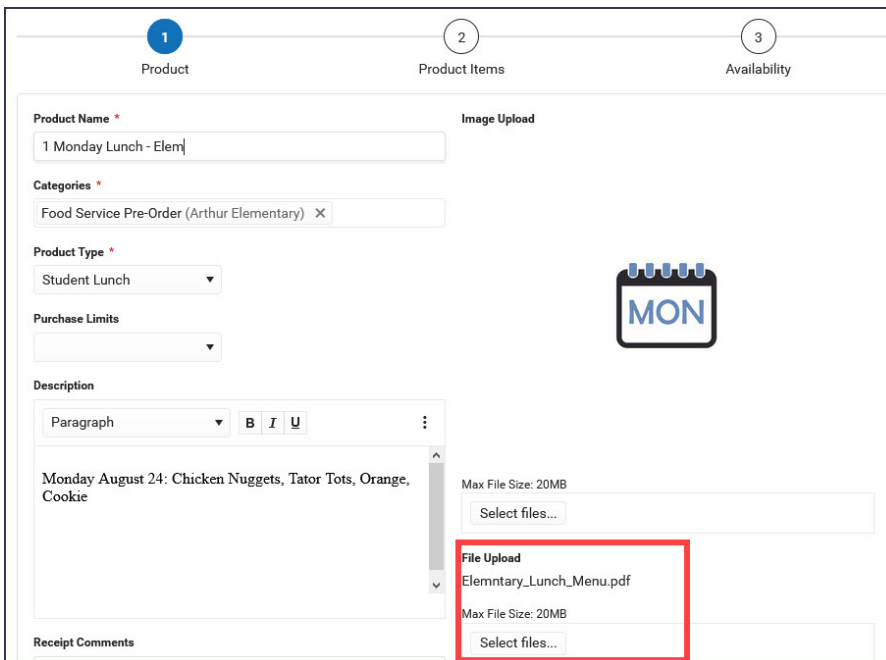 1
2
3
Product
Product Items
Availability
Product Name *
1 Monday Lunch - Elem
Categories *
Food Service Pre-Order (Arthur Elementary) ✕
Product Type *
Student Lunch
Purchase Limits
Description
Paragraph
B I U
Monday August 24: Chicken Nuggets, Tator Tots, Orange,
Cookie
Receipt Comments
Image Upload
MON
Max File Size: 20MB
Select files...
File Upload
Elemntary_Lunch_Menu.pdf
Max File Size: 20MB
Select files...